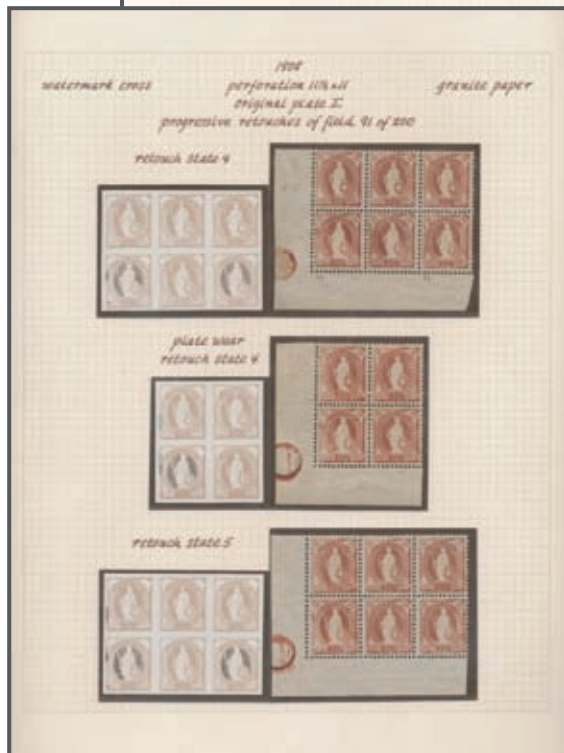 1908
watermark cross perforation 11½×11 granite paper
original plate I
progressive retouches of field 91 of 200
retouch state 4
plate wear
retouch state 4
retouch state 5